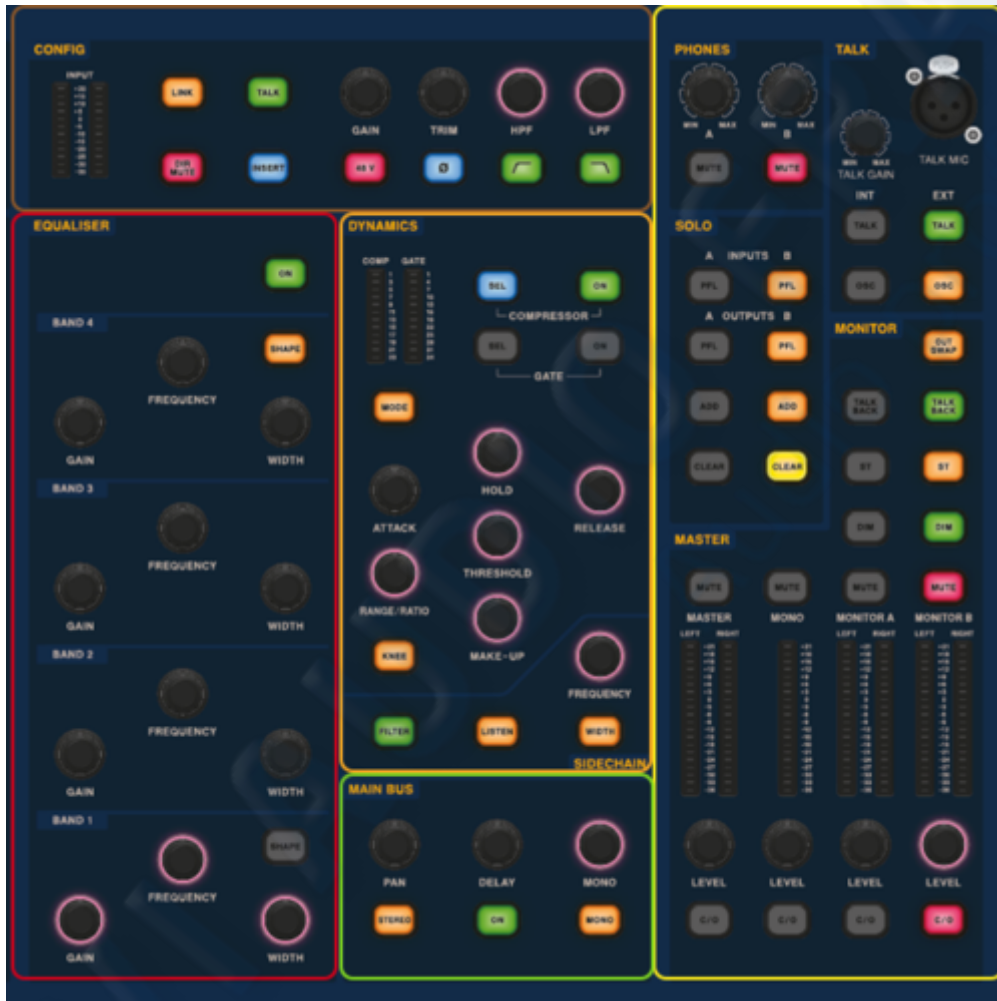 CONFIG
INPUT
LINK
TALK
GAIN
TRIM
HPF
LPF
DIR
MUTE
INSERT
48 V
Ø
PHONES
MIN MAX MIN MAX
A B
MUTE MUTE
TALK
MIN MAX
TALK GAIN
TALK MIC
INT EXT
TALK TALK
OSC OSC
EQUALISER
ON
BAND 4
SHAPE
FREQUENCY
GAIN WIDTH
BAND 3
FREQUENCY
GAIN WIDTH
BAND 2
FREQUENCY
GAIN WIDTH
BAND 1
SHAPE
FREQUENCY
GAIN WIDTH
DYNAMICS
COMP GATE
SEL ON
COMPRESSOR
SEL ON
GATE
MODE
HOLD
ATTACK
RELEASE
THRESHOLD
RANGE/RATIO
MAKE-UP
KNEE
FREQUENCY
FILTER LISTEN WIDTH
SIDECHAIN
MAIN BUS
PAN DELAY MONO
STEREO ON MONO
SOLO
A INPUTS B
PFL PFL
A OUTPUTS B
PFL PFL
ADD ADD
CLEAR CLEAR
MONITOR
OUT
SWAP
TALK
BACK
TALK
BACK
ST ST
DIM DIM
MASTER
MUTE MUTE MUTE MUTE
MASTER MONO MONITOR A MONITOR B
LEFT RIGHT LEFT RIGHT LEFT RIGHT
LEVEL LEVEL LEVEL LEVEL
C/O C/O C/O C/O